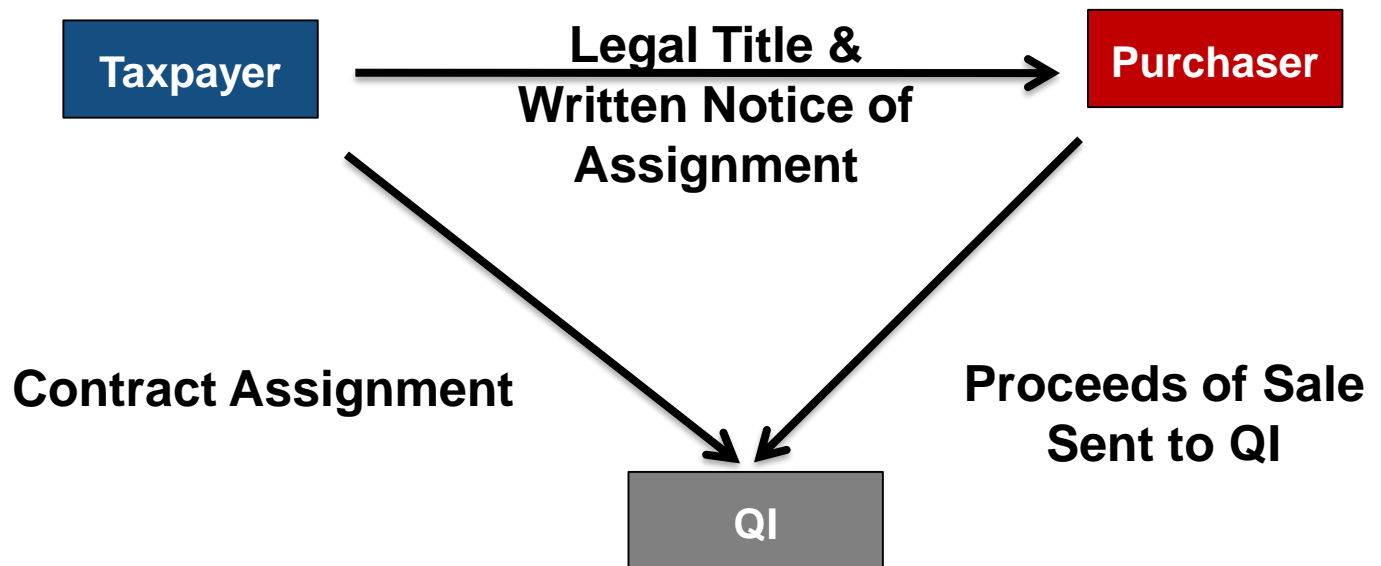 Taxpayer
Legal Title &
Written Notice of
Assignment
Purchaser
Contract Assignment
Proceeds of Sale
Sent to QI
QI